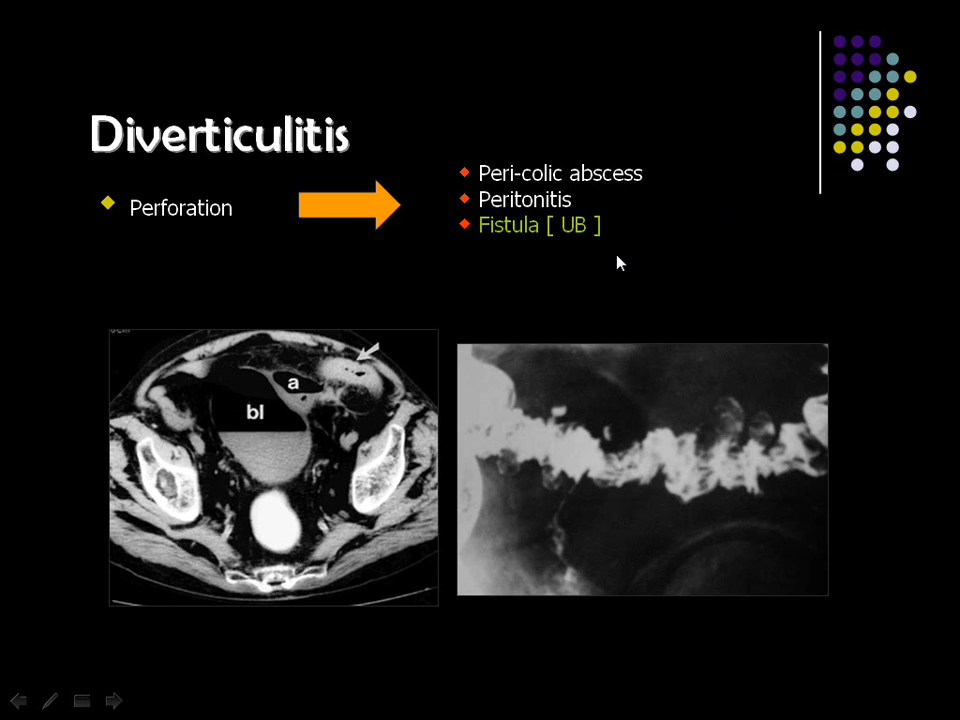 Diverticulitis
Perforation
Peri-colic abscess
Peritonitis
Fistula [ UB ]
a
bl